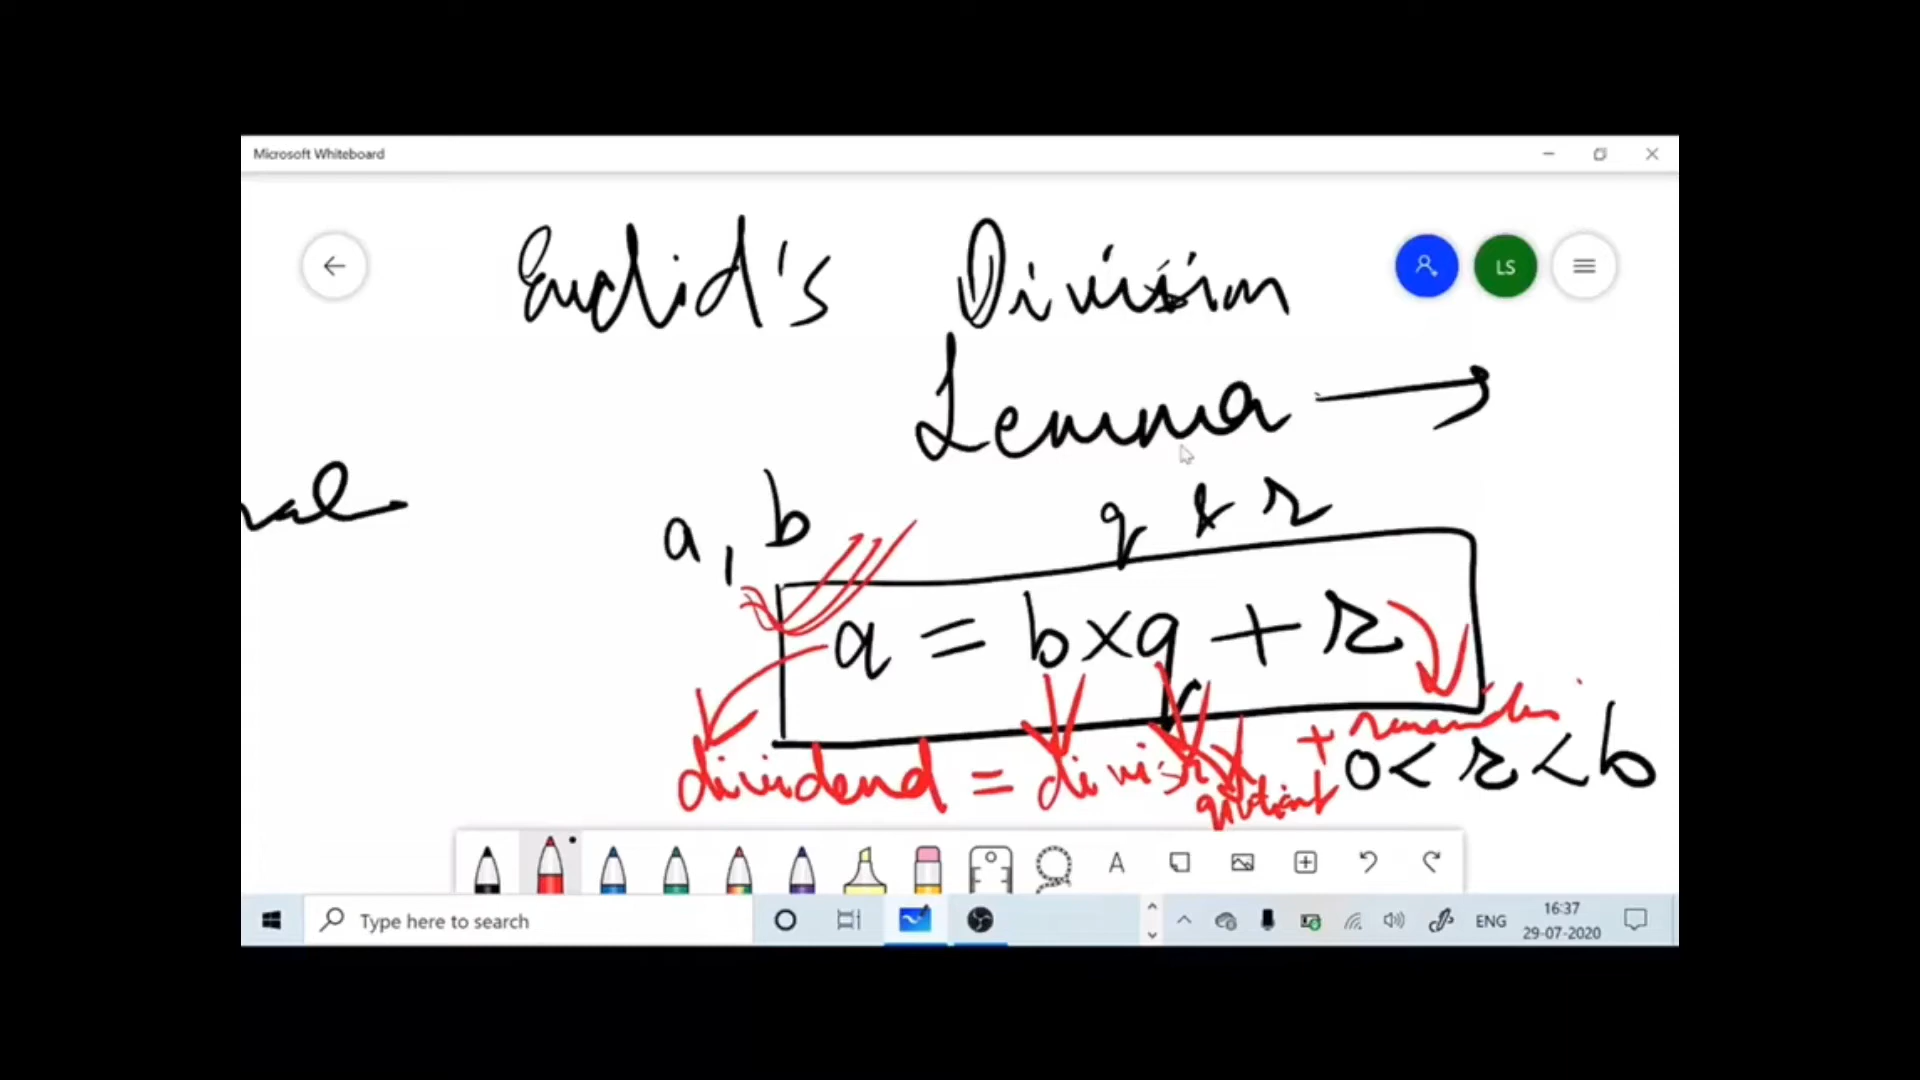 Microsoft Whiteboard
Euclid's Division
LS
Lemma →
a, b q & r
a = b×q + r
+ remainder
dividend = divisor quotient 0 < r < b
A
Type here to search
ENG
16:37
29-07-2020